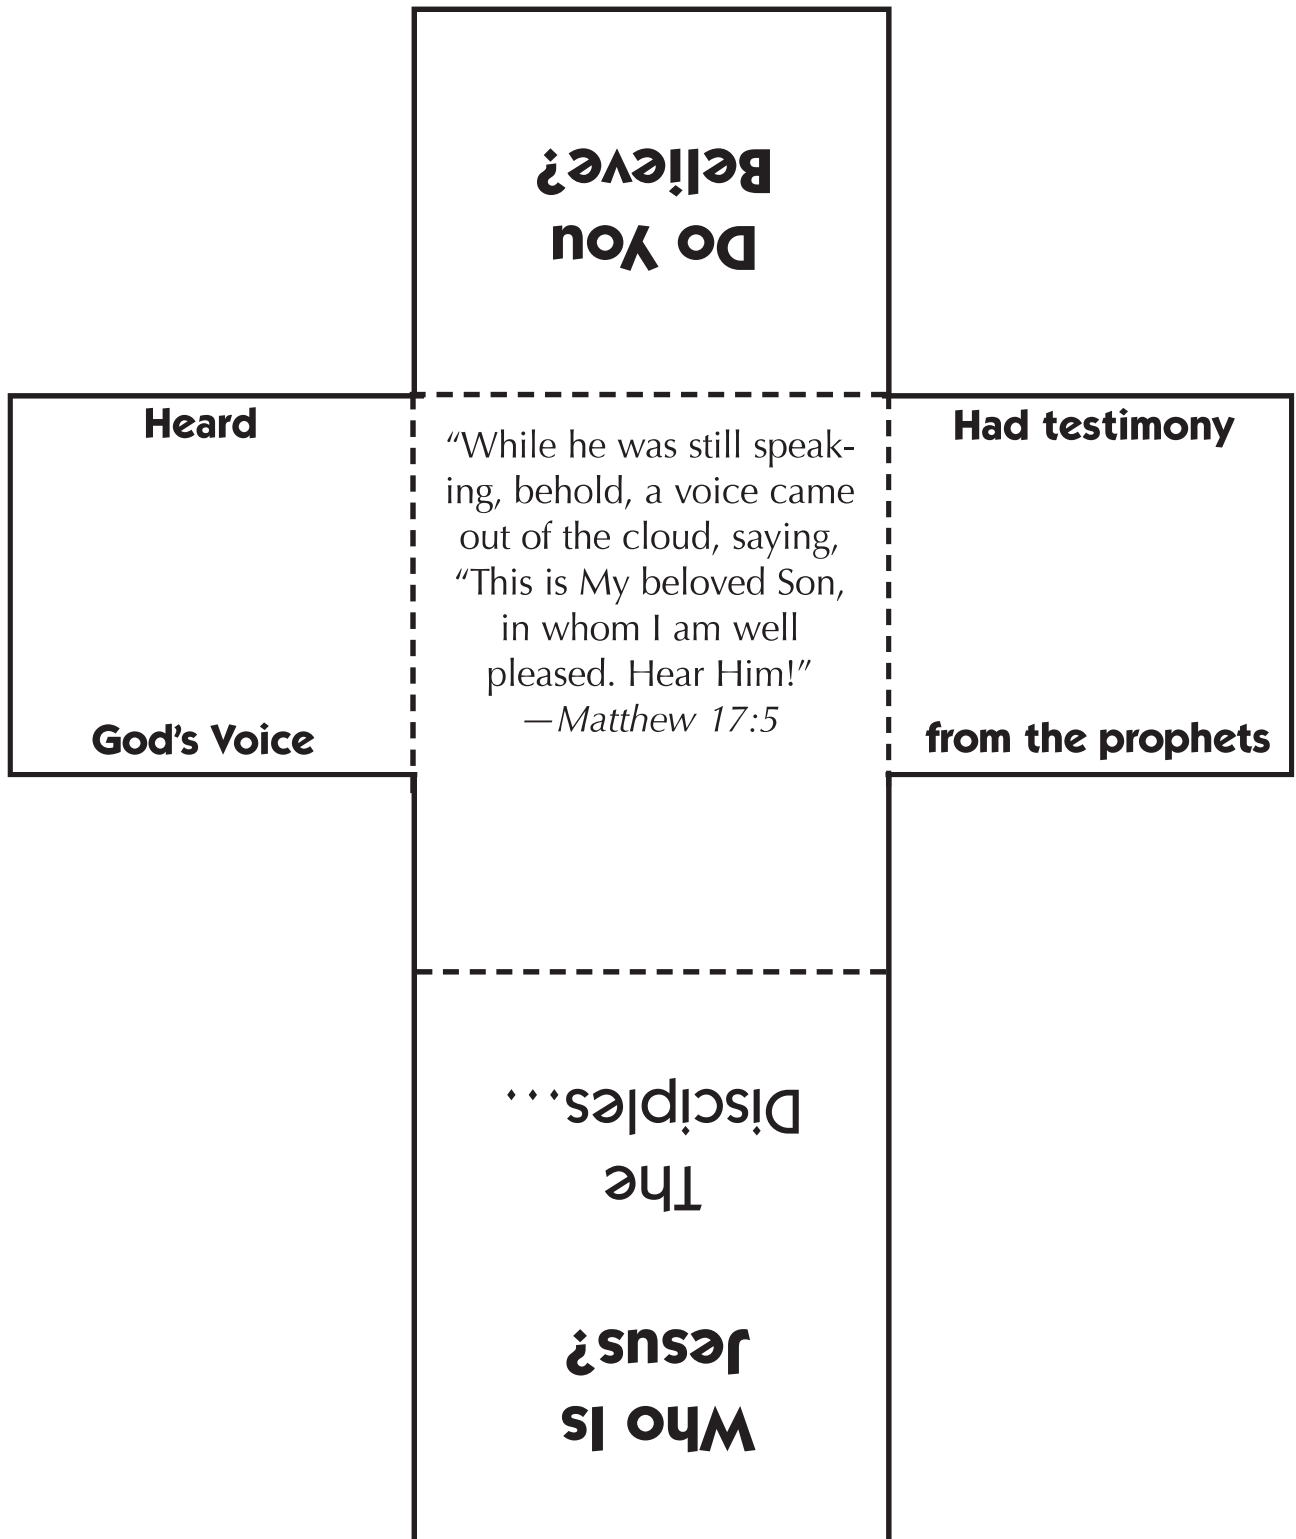 Do You
Believe?
Heard
God’s Voice
“While he was still speak-
ing, behold, a voice came
out of the cloud, saying,
“This is My beloved Son,
in whom I am well
pleased. Hear Him!”
—Matthew 17:5
Had testimony
from the prophets
Who Is
Jesus?
The
Disciples...